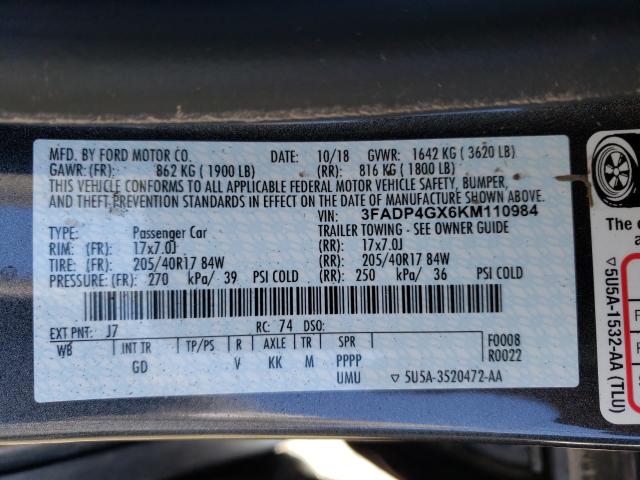 MFD. BY FORD MOTOR CO. DATE: 10/18 GVWR: 1642 KG ( 3620 LB)
GAWR: (FR): 862 KG ( 1900 LB) (RR): 816 KG ( 1800 LB)
THIS VEHICLE CONFORMS TO ALL APPLICABLE FEDERAL MOTOR VEHICLE SAFETY, BUMPER,
AND THEFT PREVENTION STANDARDS IN EFFECT ON THE DATE OF MANUFACTURE SHOWN ABOVE.
VIN: 3FADP4GX6KM110984
TYPE: Passenger Car TRAILER TOWING - SEE OWNER GUIDE
RIM: (FR): 17x7.0J (RR): 17x7.0J
TIRE: (FR): 205/40R17 84W (RR): 205/40R17 84W
PRESSURE: (FR): 270 kPa/ 39 PSI COLD (RR): 250 kPa/ 36 PSI COLD
EXT PNT: J7 RC: 74 DSO:
WB INT TR TP/PS R AXLE TR SPR F0008
GD V KK M PPPP R0022
UMU ▽ 5U5A-3520472-AA
The co
▽5U5A-1532-AA (TLU)